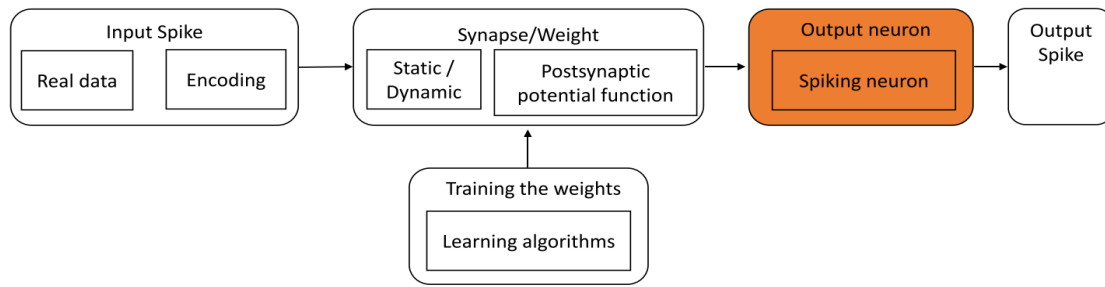 Input Spike
Real data
Encoding
Synapse/Weight
Static /
Dynamic
Postsynaptic
potential function
Output neuron
Spiking neuron
Output
Spike
Training the weights
Learning algorithms